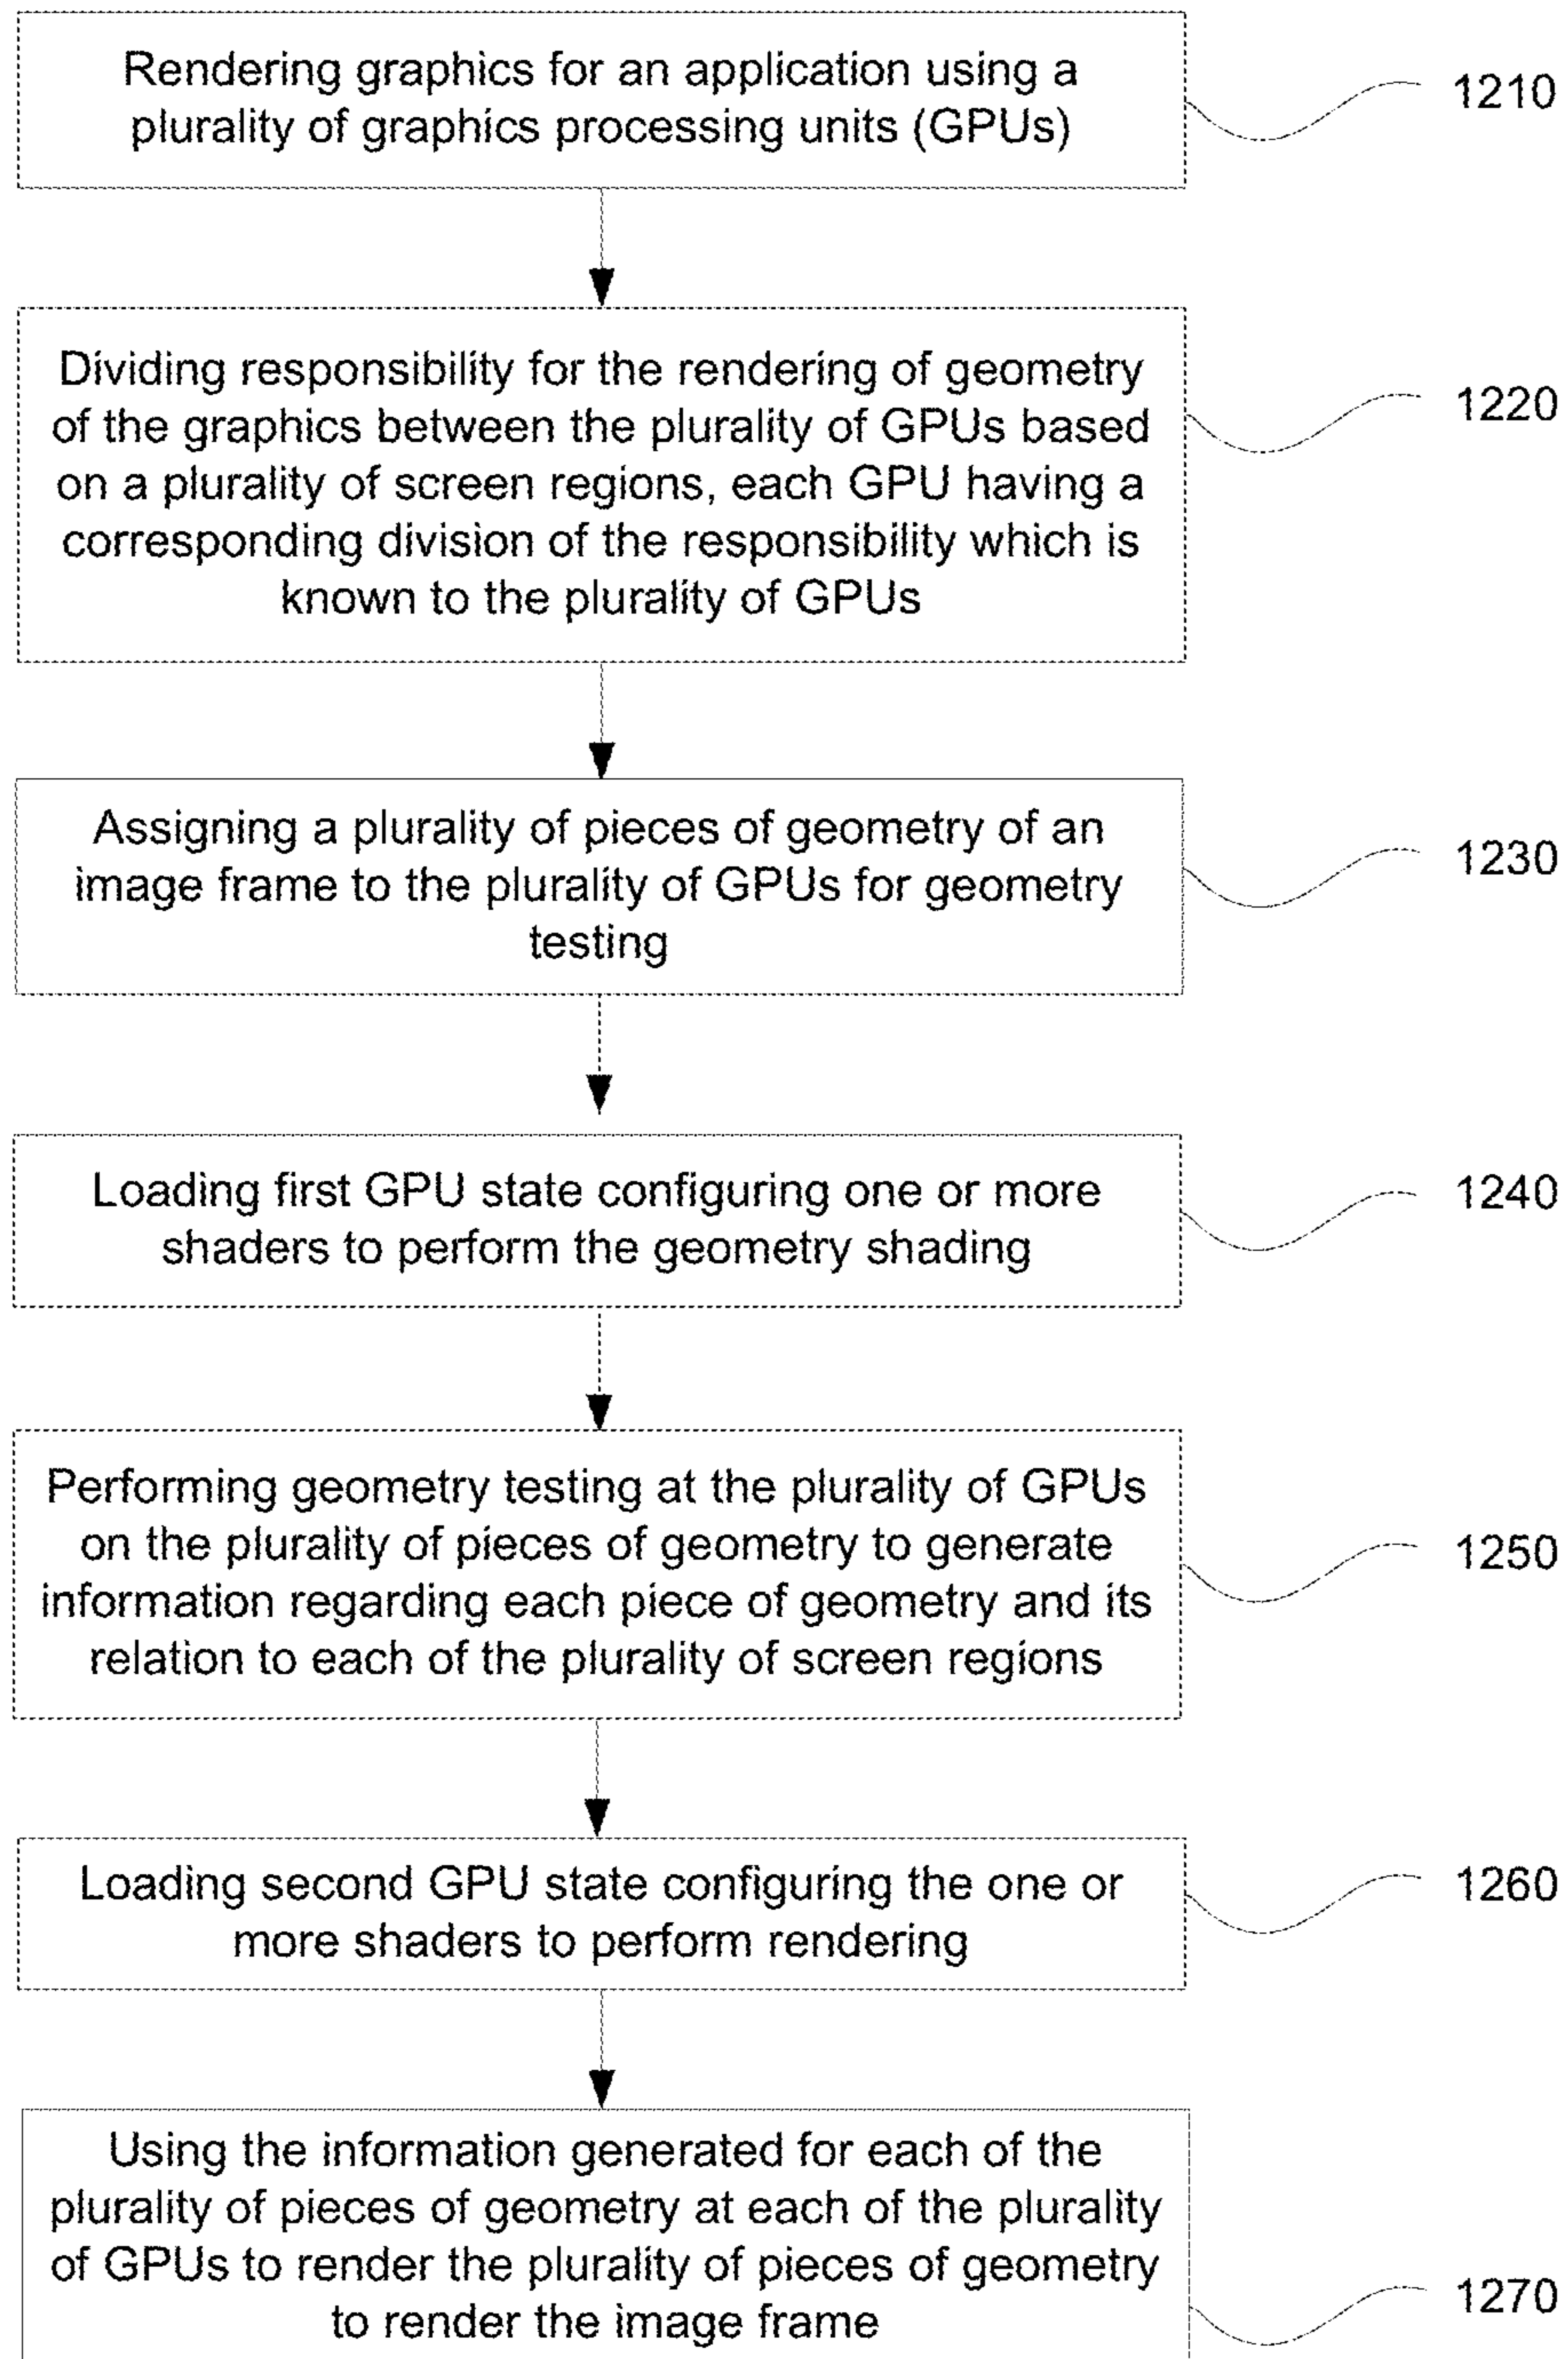 Rendering graphics for an application using a
plurality of graphics processing units (GPUs)
1210
Dividing responsibility for the rendering of geometry
of the graphics between the plurality of GPUs based
on a plurality of screen regions, each GPU having a
corresponding division of the responsibility which is
known to the plurality of GPUs
1220
Assigning a plurality of pieces of geometry of an
image frame to the plurality of GPUs for geometry
testing
1230
Loading first GPU state configuring one or more
shaders to perform the geometry shading
1240
Performing geometry testing at the plurality of GPUs
on the plurality of pieces of geometry to generate
information regarding each piece of geometry and its
relation to each of the plurality of screen regions
1250
Loading second GPU state configuring the one or
more shaders to perform rendering
1260
Using the information generated for each of the
plurality of pieces of geometry at each of the plurality
of GPUs to render the plurality of pieces of geometry
to render the image frame
1270